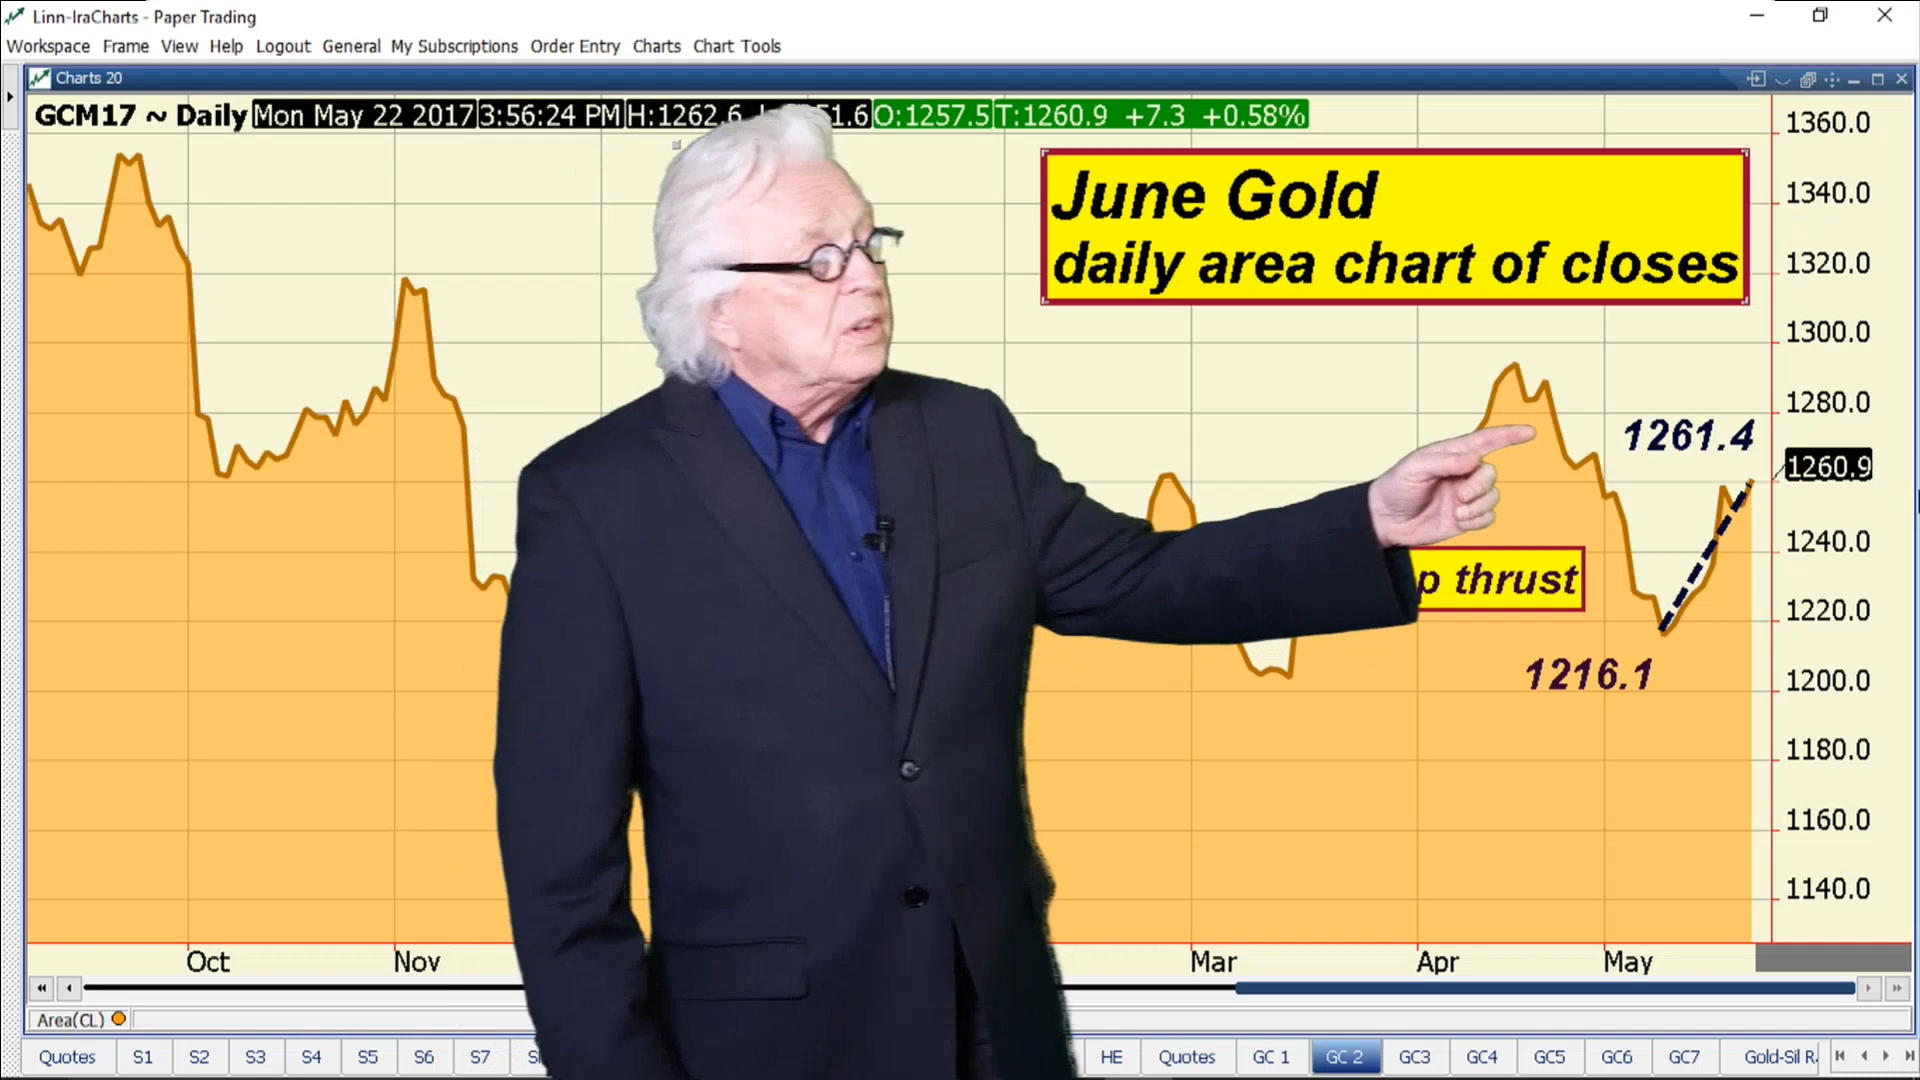 Linn-IraCharts - Paper Trading
Workspace Frame View Help Logout General My Subscriptions Order Entry Charts Chart Tools
Charts 20
GCM17 ~ Daily Mon May 22 2017 3:56:24 PM H:1262.6 1.6 O:1257.5 T:1260.9 +7.3 +0.58%
1360.0
June Gold
1340.0
daily area chart of closes
1320.0
1300.0
1280.0
1261.4
1260.9
1240.0
p thrust
1220.0
1216.1
1200.0
1180.0
1160.0
1140.0
Oct Nov Mar Apr May
Area(CL)
Quotes S1 S2 S3 S4 S5 S6 S7 HE Quotes GC 1 GC 2 GC3 GC4 GC5 GC6 GC7 Gold-Sil